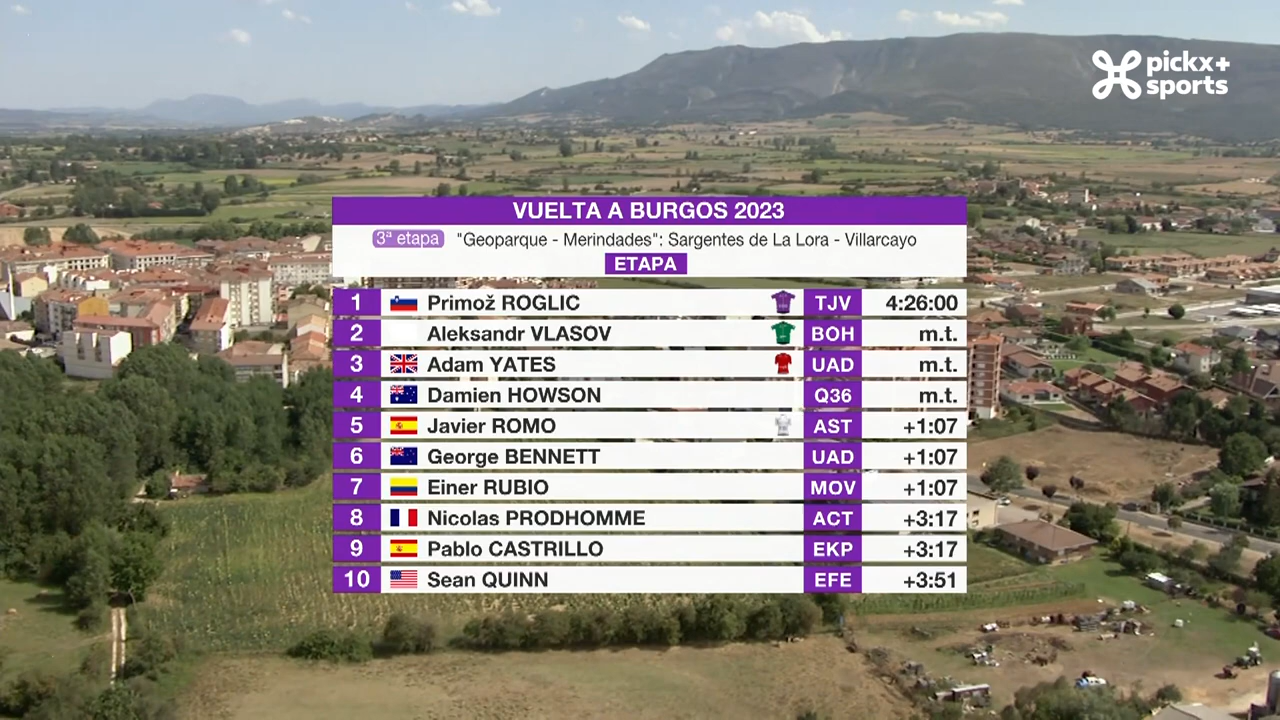 pickx+
sports
VUELTA A BURGOS 2023
3ª etapa "Geoparque - Merindades": Sargentes de La Lora - Villarcayo
ETAPA
1 Primož ROGLIC TJV 4:26:00
2 Aleksandr VLASOV BOH m.t.
3 Adam YATES UAD m.t.
4 Damien HOWSON Q36 m.t.
5 Javier ROMO AST +1:07
6 George BENNETT UAD +1:07
7 Einer RUBIO MOV +1:07
8 Nicolas PRODHOMME ACT +3:17
9 Pablo CASTRILLO EKP +3:17
10 Sean QUINN EFE +3:51